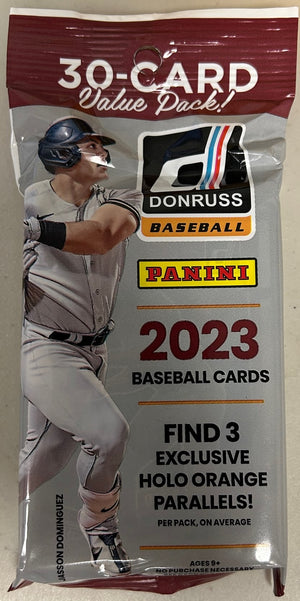 30-CARD
Value Pack!
DONRUSS
BASEBALL
PANINI
2023
BASEBALL CARDS
FIND 3
EXCLUSIVE
HOLO ORANGE
PARALLELS!
PER PACK, ON AVERAGE
JASSON DOMINGUEZ
AGES 9+
NO PURCHASE NECESSARY